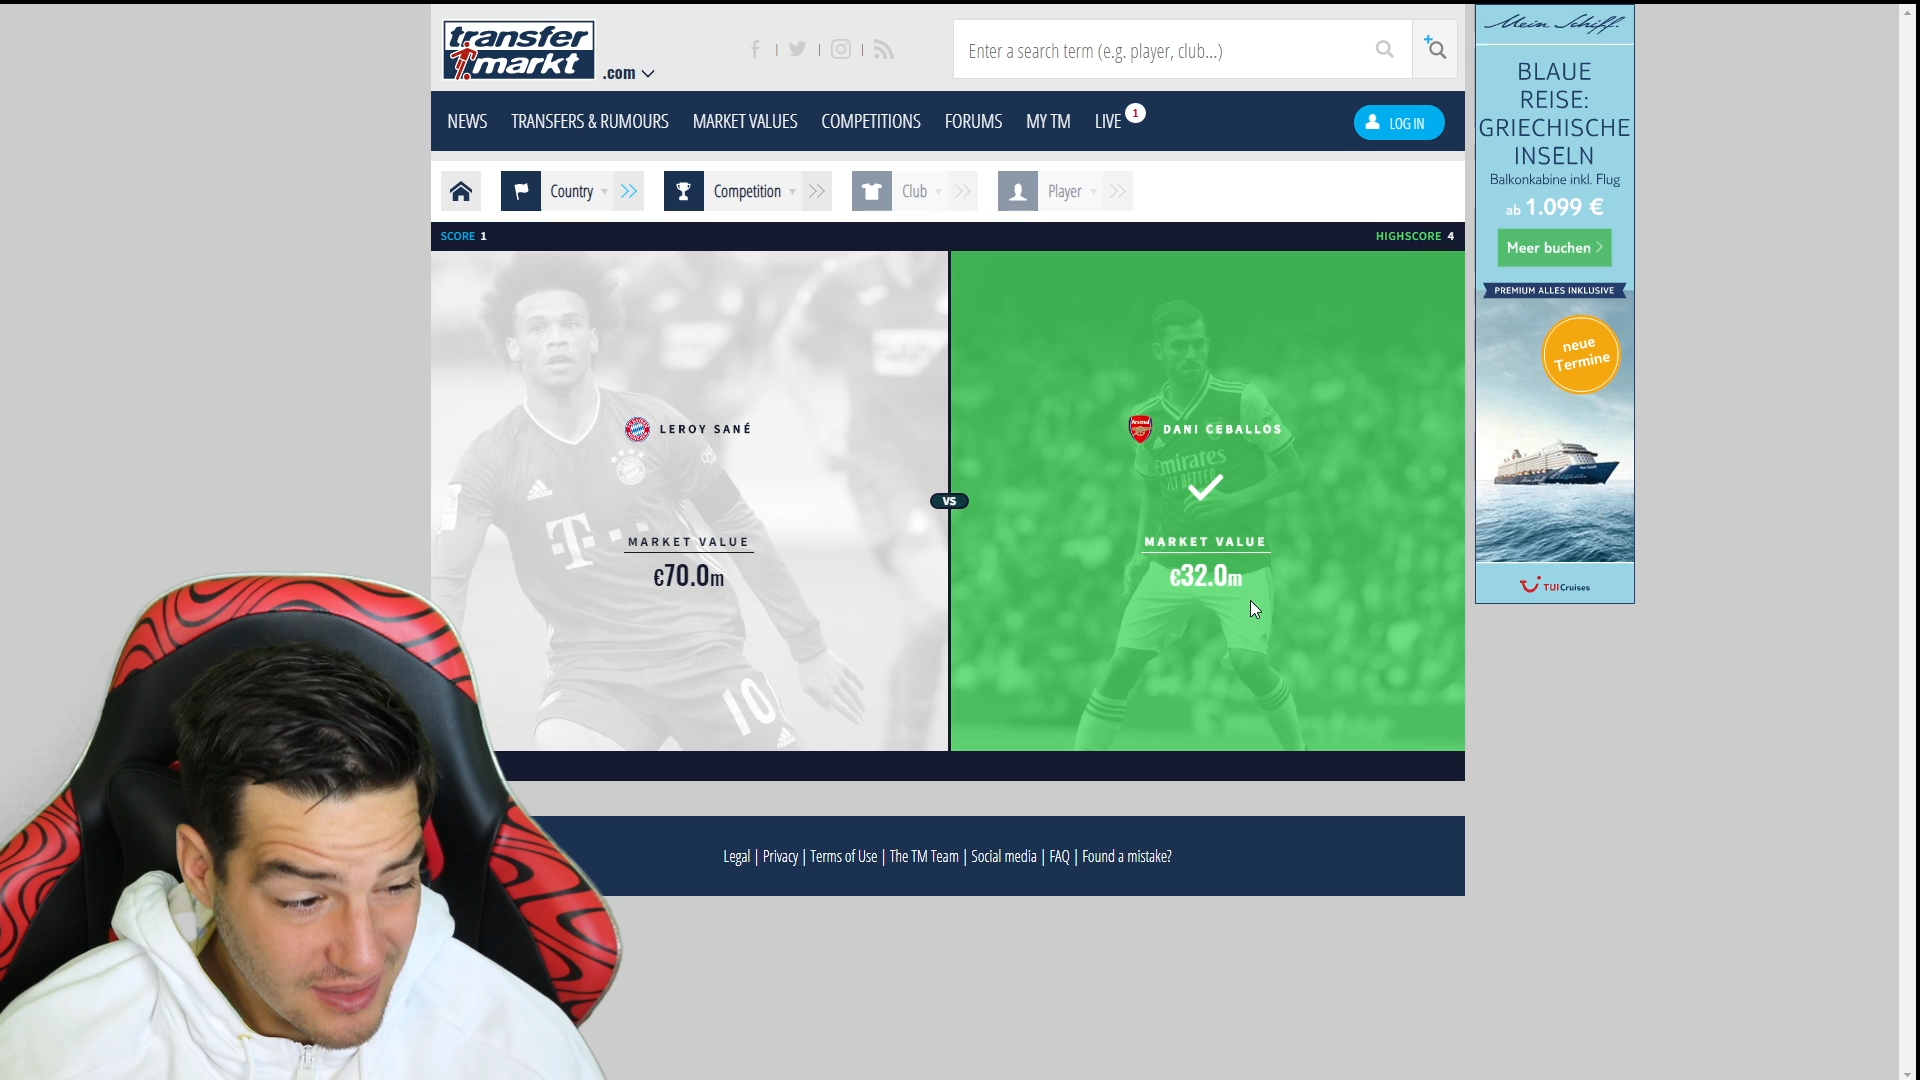 transfer
markt
.com
Enter a search term (e.g. player, club...)
NEWS TRANSFERS & RUMOURS MARKET VALUES COMPETITIONS FORUMS MY TM LIVE 1
LOG IN
Country Competition Club Player
SCORE 1
HIGHSCORE 4
LEROY SANÉ
MARKET VALUE
€70.0m
10
VS
DANI CEBALLOS
Emirates
MARKET VALUE
€32.0m
Legal | Privacy | Terms of Use | The TM Team | Social media | FAQ | Found a mistake?
Mein Schiff.
BLAUE
REISE:
GRIECHISCHE
INSELN
Balkonkabine inkl. Flug
ab 1.099 €
Meer buchen
PREMIUM ALLES INKLUSIVE
neue
Termine
TUI Cruises